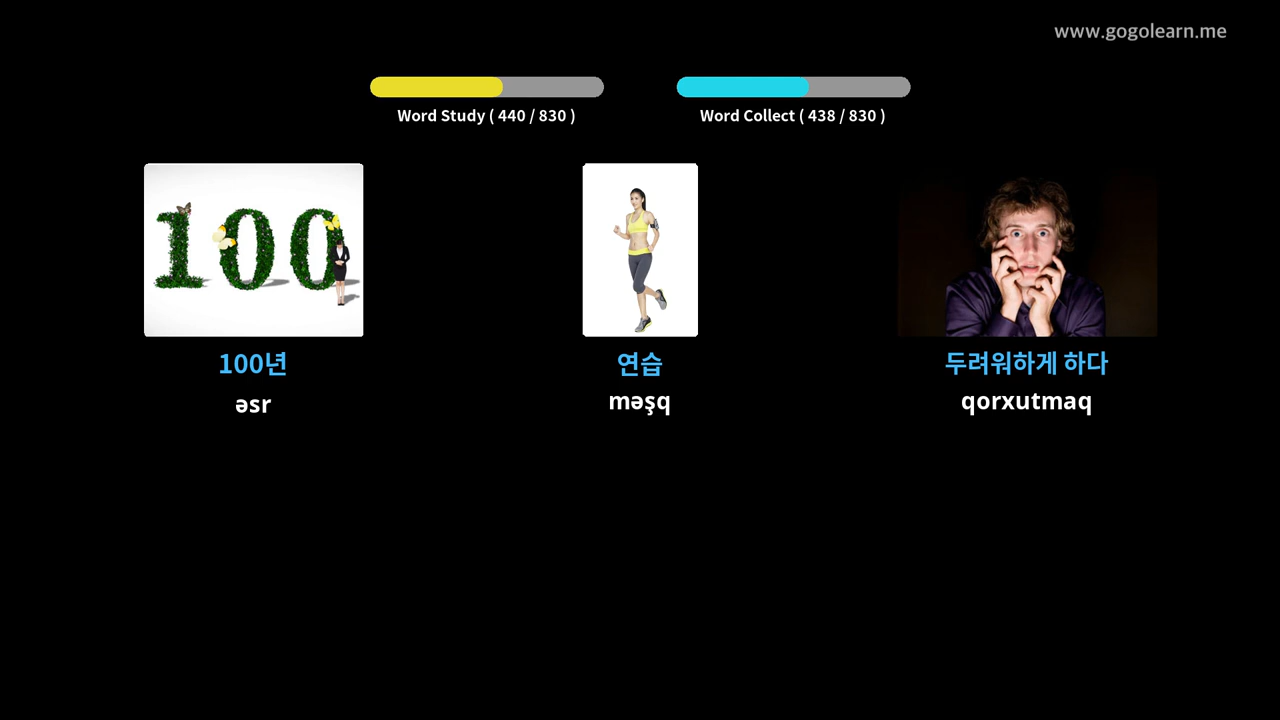 www.gogolearn.me
Word Study ( 440 / 830 )
Word Collect ( 438 / 830 )
100
100년
əsr
연습
məşq
두려워하게 하다
qorxutmaq